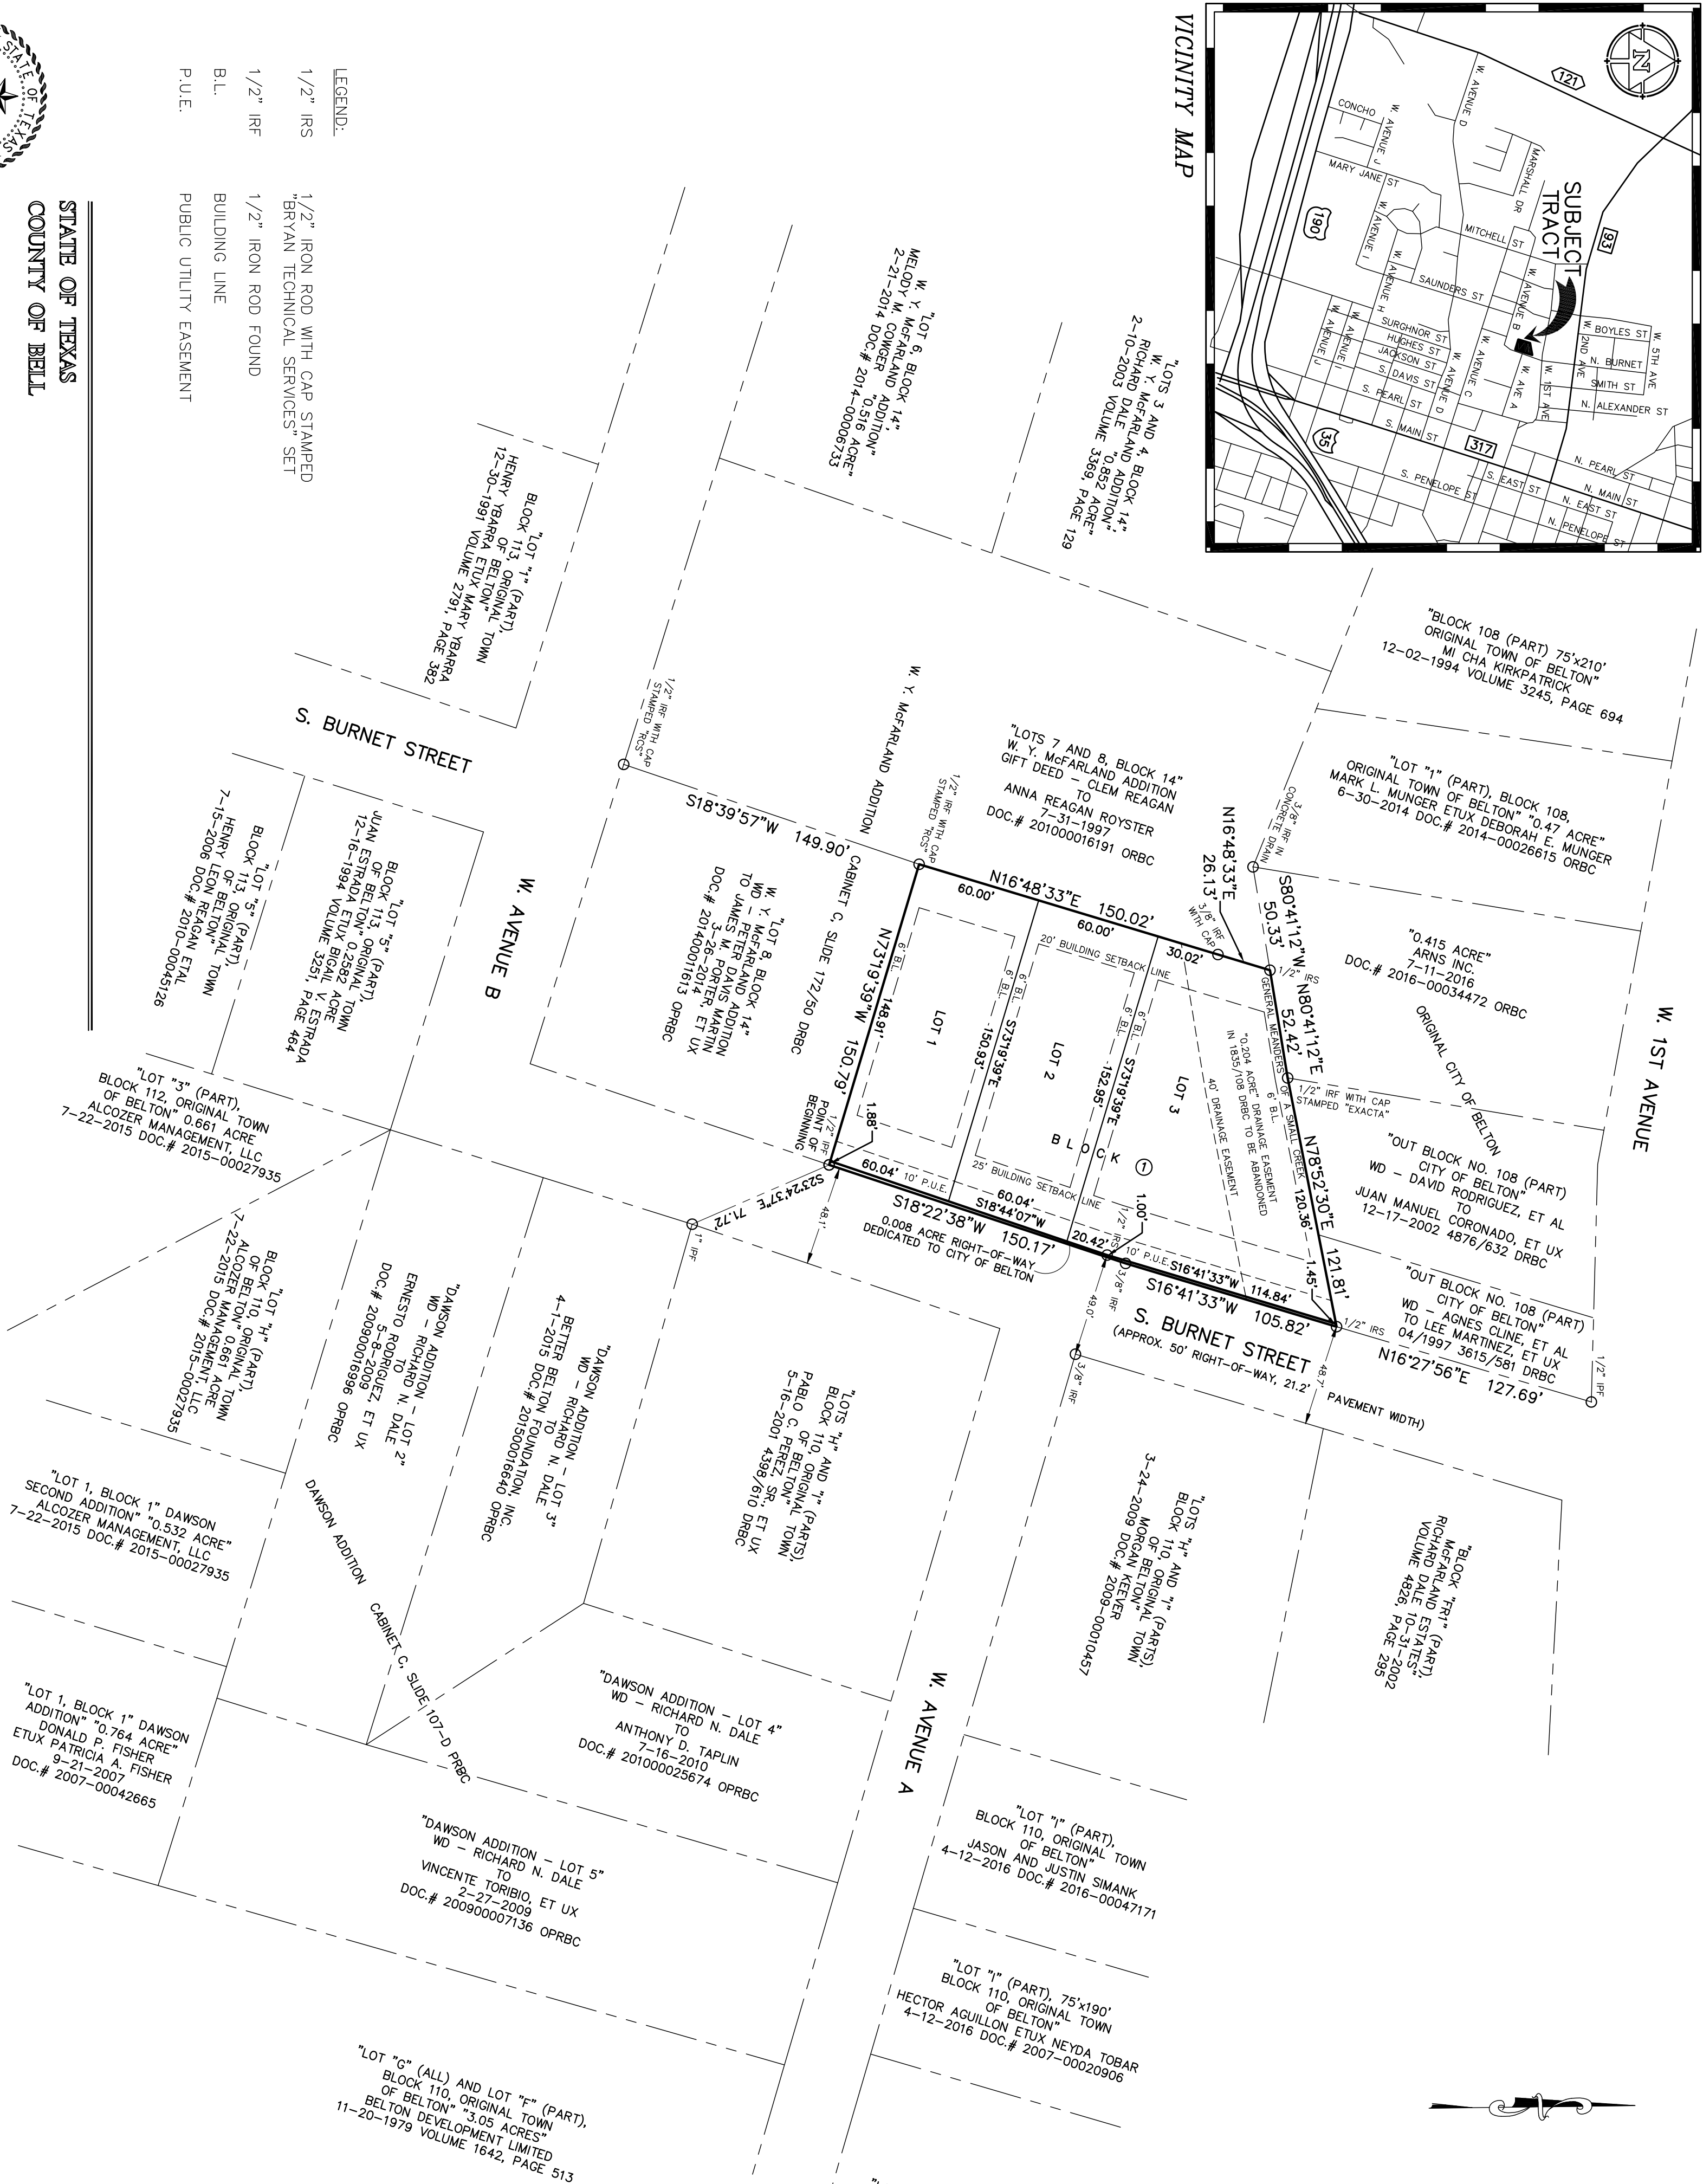 VICINITY MAP
N
121
93
190
35
317
SUBJECT
TRACT
W. AVENUE D
CONCHO
W. AVENUE J
MARY JANE ST
MARSHALL DR
MITCHELL ST
W. AVENUE I
W. AVENUE H
SAUNDERS ST
W. AVENUE B
W. AVENUE I
W. AVENUE J
SURGHNOR ST
HUGHES ST
JACKSON ST
S. DAVIS ST
S. PEARL ST
W. AVENUE D
W. AVENUE C
W. AVE A
W. 1ST AVE
W. 2ND AVE
W. BOYLES ST
W. 5TH AVE
N. BURNET
SMITH ST
N. ALEXANDER ST
S. MAIN ST
S. PENELOPE ST
S. EAST ST
N. PEARL ST
N. MAIN ST
N. EAST ST
N. PENELOPE ST
LEGEND:
1/2" IRS 1/2" IRON ROD WITH CAP STAMPED
"BRYAN TECHNICAL SERVICES" SET
1/2" IRF 1/2" IRON ROD FOUND
B.L. BUILDING LINE
P.U.E. PUBLIC UTILITY EASEMENT
STATE OF TEXAS
STATE OF TEXAS
COUNTY OF BELL
"LOTS 3 AND 4, BLOCK 14"
W. Y. McFARLAND ADDITION"
RICHARD DALE "0.852 ACRE"
2-10-2003 VOLUME 3369, PAGE 129
"LOT 6, BLOCK 14"
W. Y. McFARLAND ADDITION"
MELODY M. COWGER "0.516 ACRE"
2-21-2014 DOC.# 2014-00006733
"LOT "1" (PART),
BLOCK 113, ORIGINAL TOWN
OF BELTON"
HENRY YBARRA ETUX MARY YBARRA
12-30-1991 VOLUME 2791, PAGE 382
S. BURNET STREET
"LOT "5" (PART),
BLOCK 113, ORIGINAL TOWN
OF BELTON"
HENRY LEON REAGAN ETAL
7-15-2006 DOC.# 2010-00045126
BLOCK "LOT "5" (PART),
BLOCK 113, ORIGINAL TOWN
OF BELTON" 0.2582 ACRE
JUAN ESTRADA ETUX BIGAIL V. ESTRADA
12-16-1994 VOLUME 3251, PAGE 464
W. AVENUE B
1/2" IRF WITH CAP
STAMPED "RCS"
S18°39'57"W 149.90'
W. Y. McFARLAND ADDITION CABINET C, SLIDE 172/50 DRBC
1/2" IRF WITH CAP
STAMPED "RCS"
"LOT 8, BLOCK 14"
W. Y. McFARLAND ADDITION
WD - PETER DAVIS MARTIN
TO JAMES M. PORTER, ET UX
3-26-2014
DOC.# 201400011613 OPRBC
"LOTS 7 AND 8, BLOCK 14"
W. Y. McFARLAND ADDITION
GIFT DEED - CLEM REAGAN
TO
ANNA REAGAN ROYSTER
7-31-1997
DOC.# 201000016191 ORBC
"BLOCK 108 (PART) 75'x210'
ORIGINAL TOWN OF BELTON"
MI CHA KIRKPATRICK
12-02-1994 VOLUME 3245, PAGE 694
"LOT "1" (PART), BLOCK 108,
ORIGINAL TOWN OF BELTON" "0.47 ACRE"
MARK L. MUNGER ETUX DEBORAH E. MUNGER
6-30-2014 DOC.# 2014-00026615 ORBC
"0.415 ACRE"
ARNS INC.
7-11-2016
DOC.# 2016-00034472 ORBC
ORIGINAL CITY OF BELTON
W. 1ST AVENUE
"OUT BLOCK NO. 108 (PART)
CITY OF BELTON"
WD - DAVID RODRIGUEZ, ET AL
TO
JUAN MANUEL CORONADO, ET UX
12-17-2002 4876/632 DRBC
"OUT BLOCK NO. 108 (PART)
CITY OF BELTON"
WD - AGNES CLINE, ET AL
TO LEE MARTINEZ, ET UX
04/1997 3615/581 DRBC
1/2" IPF
N16°27'56"E 127.69'
3/8" IRF IN
CONCRETE DRAIN
N16°48'33"E
26.13'
3/8" IRF
WITH CAP
S80°41'12"W
50.33'
1/2" IRS
N80°41'12"E
52.42'
1/2" IRF WITH CAP
STAMPED "EXACTA"
N78°52'30"E 121.81'
120.36'
1.45'
GENERAL MEANDERS OF A SMALL CREEK
6' B.L.
"0.204 ACRE" DRAINAGE EASEMENT
IN 1835/108 DRBC TO BE ABANDONED
40' DRAINAGE EASEMENT
N16°48'33"E 150.02'
60.00'
60.00'
30.02'
20' BUILDING SETBACK LINE
6' B.L.
6' B.L.
6' B.L.
6' B.L.
6' B.L.
LOT 1
LOT 2
LOT 3
BLOCK 1
S73°19'39"E
150.93'
S73°19'39"E
152.95'
N73°19'39"W 150.79'
148.91'
1.88'
1/2" IPF
POINT OF
BEGINNING
60.04'
10' P.U.E.
60.04'
25' BUILDING SETBACK LINE
S18°44'07"W
20.42'
S18°22'38"W 150.17'
0.008 ACRE RIGHT-OF-WAY
DEDICATED TO CITY OF BELTON
1.00'
1/2" IRS
10' P.U.E.
S16°41'33"W 114.84'
3/8" IRF
S16°41'33"W 105.82'
1/2" IRS
S. BURNET STREET
(APPROX. 50' RIGHT-OF-WAY, 21.2' PAVEMENT WIDTH)
48.7'
49.0'
3/8" IRF
48.1'
S23°24'37"E
71.72'
1" IPF
"LOT "3" (PART),
BLOCK 112, ORIGINAL TOWN
OF BELTON" 0.661 ACRE
ALCOZER MANAGEMENT, LLC
7-22-2015 DOC.# 2015-00027935
"LOT "H" (PART),
BLOCK 110, ORIGINAL TOWN
OF BELTON" 0.661 ACRE
ALCOZER MANAGEMENT, LLC
7-22-2015 DOC.# 2015-00027935
"DAWSON ADDITION - LOT 2"
WD - RICHARD N. DALE
TO
ERNESTO RODRIGUEZ, ET UX
5-8-2009
DOC.# 200900016996 OPRBC
"DAWSON ADDITION - LOT 3"
WD - RICHARD N. DALE
TO
BETTER BELTON FOUNDATION, INC.
4-1-2015 DOC.# 201500016640 OPRBC
"LOTS "H" AND "I" (PARTS),
BLOCK 110, ORIGINAL TOWN
OF BELTON"
PABLO C. PEREZ, SR., ET UX
5-16-2001 4398/610 DRBC
"LOTS "H" AND "I" (PARTS),
BLOCK 110, ORIGINAL TOWN
OF BELTON"
MORGAN KEEVER
3-24-2009 DOC.# 2009-00010457
"BLOCK "FR1" (PART),
McFARLAND ESTATES"
RICHARD DALE 10-31-2002
VOLUME 4826, PAGE 295
"LOT 1, BLOCK 1" DAWSON
SECOND ADDITION" "0.532 ACRE"
ALCOZER MANAGEMENT, LLC
7-22-2015 DOC.# 2015-00027935
DAWSON ADDITION CABINET C, SLIDE 107-D PRBC
"LOT 1, BLOCK 1" DAWSON
ADDITION" "0.764 ACRE"
DONALD P. FISHER
ETUX PATRICIA A. FISHER
9-21-2007
DOC.# 2007-00042665
"DAWSON ADDITION - LOT 4"
WD - RICHARD N. DALE
TO
ANTHONY D. TAPLIN
7-16-2010
DOC.# 201000025674 OPRBC
W. AVENUE A
"DAWSON ADDITION - LOT 5"
WD - RICHARD N. DALE
TO
VINCENTE TORIBIO, ET UX
2-27-2009
DOC.# 200900007136 OPRBC
"LOT "I" (PART),
BLOCK 110, ORIGINAL TOWN
OF BELTON"
JASON AND JUSTIN SIMANK
4-12-2016 DOC.# 2016-00047171
"LOT "I" (PART), 75'x190'
BLOCK 110, ORIGINAL TOWN
OF BELTON"
HECTOR AGUILLON ETUX NEYDA TOBAR
4-12-2016 DOC.# 2007-00020906
"LOT "G" (ALL) AND LOT "F" (PART),
BLOCK 110, ORIGINAL TOWN
OF BELTON" "3.05 ACRES"
BELTON DEVELOPMENT LIMITED
11-20-1979 VOLUME 1642, PAGE 513
N